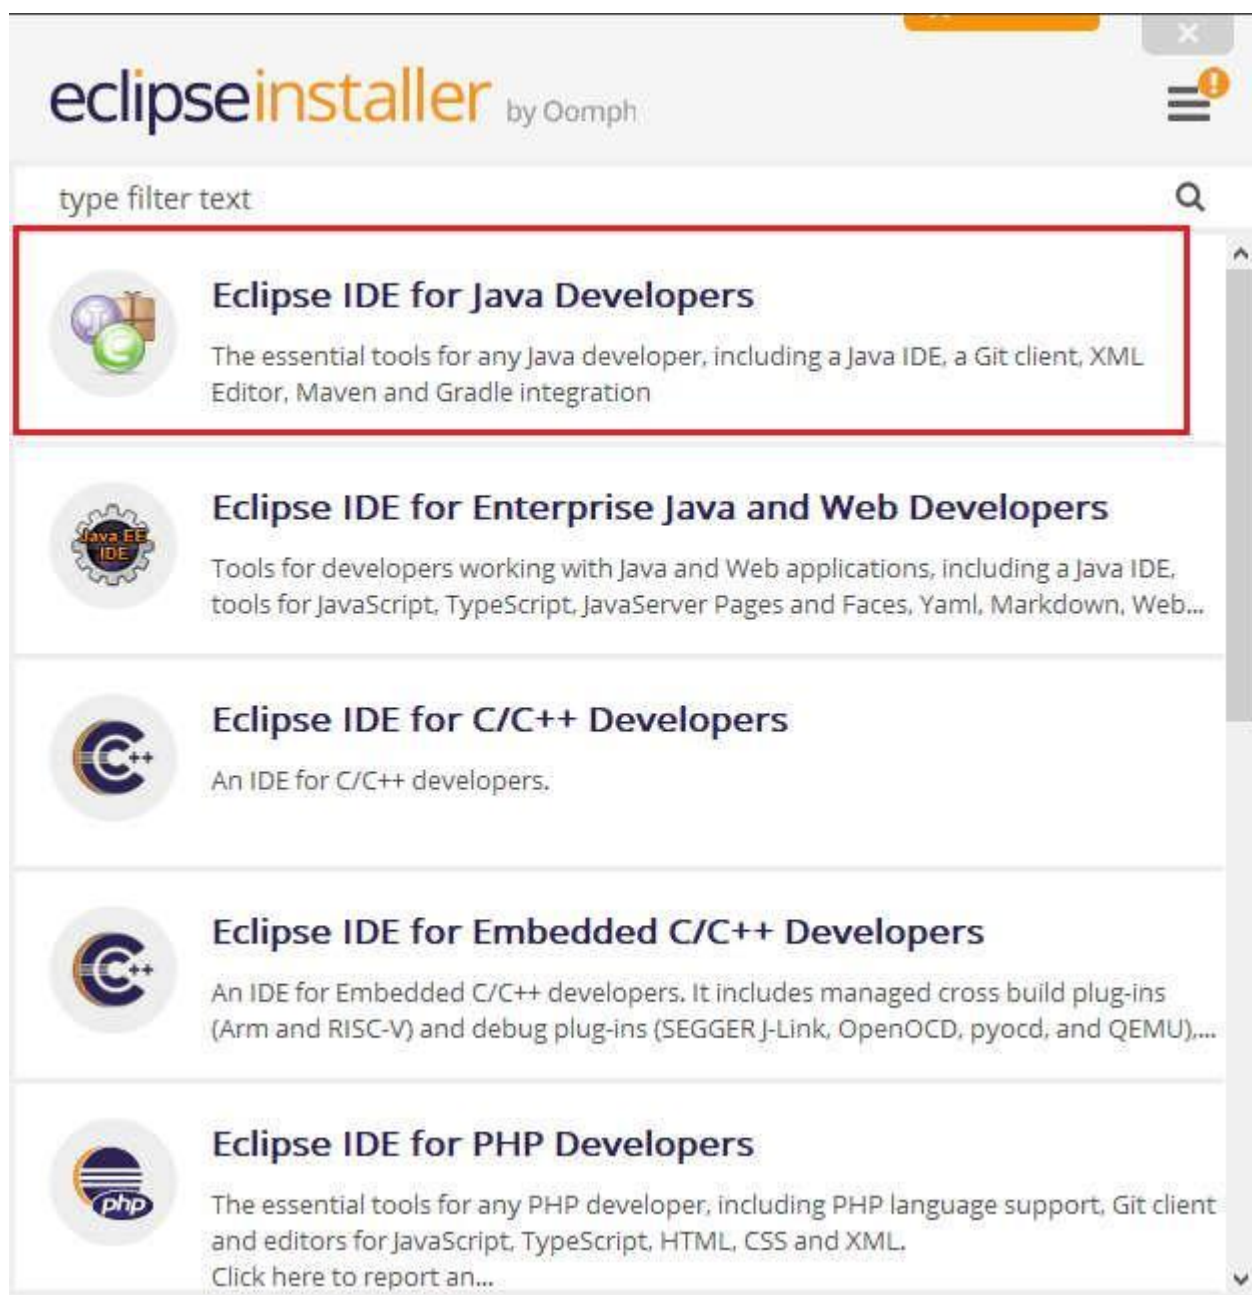 eclipseinstaller by Oomph
type filter text
Eclipse IDE for Java Developers
The essential tools for any Java developer, including a Java IDE, a Git client, XML
Editor, Maven and Gradle integration
Java EE
IDE
Eclipse IDE for Enterprise Java and Web Developers
Tools for developers working with Java and Web applications, including a Java IDE,
tools for JavaScript, TypeScript, JavaServer Pages and Faces, Yaml, Markdown, Web...
C++
Eclipse IDE for C/C++ Developers
An IDE for C/C++ developers.
C++
Eclipse IDE for Embedded C/C++ Developers
An IDE for Embedded C/C++ developers. It includes managed cross build plug-ins
(Arm and RISC-V) and debug plug-ins (SEGGER J-Link, OpenOCD, pyocd, and QEMU),...
php
Eclipse IDE for PHP Developers
The essential tools for any PHP developer, including PHP language support, Git client
and editors for JavaScript, TypeScript, HTML, CSS and XML.
Click here to report an...